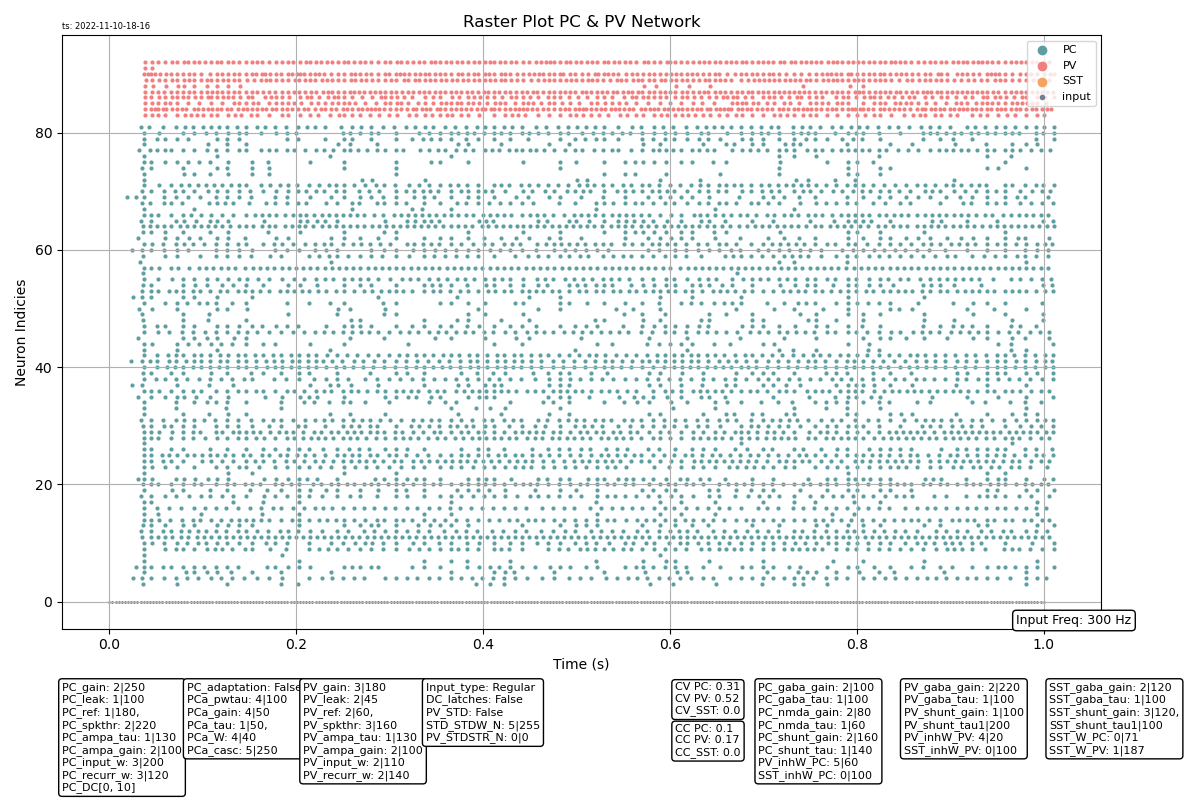 ts: 2022-11-10-18-16
Raster Plot PC & PV Network
PC
PV
SST
input
80
60
40
20
0
Neuron Indicies
0.0
0.2
0.4
0.6
0.8
1.0
Time (s)
Input Freq: 300 Hz
PC_gain: 2|250
PC_leak: 1|100
PC_ref: 1|180,
PC_spkthr: 2|220
PC_ampa_tau: 1|130
PC_ampa_gain: 2|100
PC_input_w: 3|200
PC_recurr_w: 3|120
PC_DC[0, 10]
PC_adaptation: False
PCa_pwtau: 4|100
PCa_gain: 4|50
PCa_tau: 1|50,
PCa_W: 4|40
PCa_casc: 5|250
PV_gain: 3|180
PV_leak: 2|45
PV_ref: 2|60,
PV_spkthr: 3|160
PV_ampa_tau: 1|130
PV_ampa_gain: 2|100
PV_input_w: 2|110
PV_recurr_w: 2|140
Input_type: Regular
DC_latches: False
PV_STD: False
STD_STDW_N: 5|255
PV_STDSTR_N: 0|0
CV PC: 0.31
CV PV: 0.52
CV_SST: 0.0
CC PC: 0.1
CC PV: 0.17
CC_SST: 0.0
PC_gaba_gain: 2|100
PC_gaba_tau: 1|100
PC_nmda_gain: 2|80
PC_nmda_tau: 1|60
PC_shunt_gain: 2|160
PC_shunt_tau: 1|140
PV_inhW_PC: 5|60
SST_inhW_PC: 0|100
PV_gaba_gain: 2|220
PV_gaba_tau: 1|100
PV_shunt_gain: 1|100
PV_shunt_tau1|200
PV_inhW_PV: 4|20
SST_inhW_PV: 0|100
SST_gaba_gain: 2|120
SST_gaba_tau: 1|100
SST_shunt_gain: 3|120,
SST_shunt_tau1|100
SST_W_PC: 0|71
SST_W_PV: 1|187